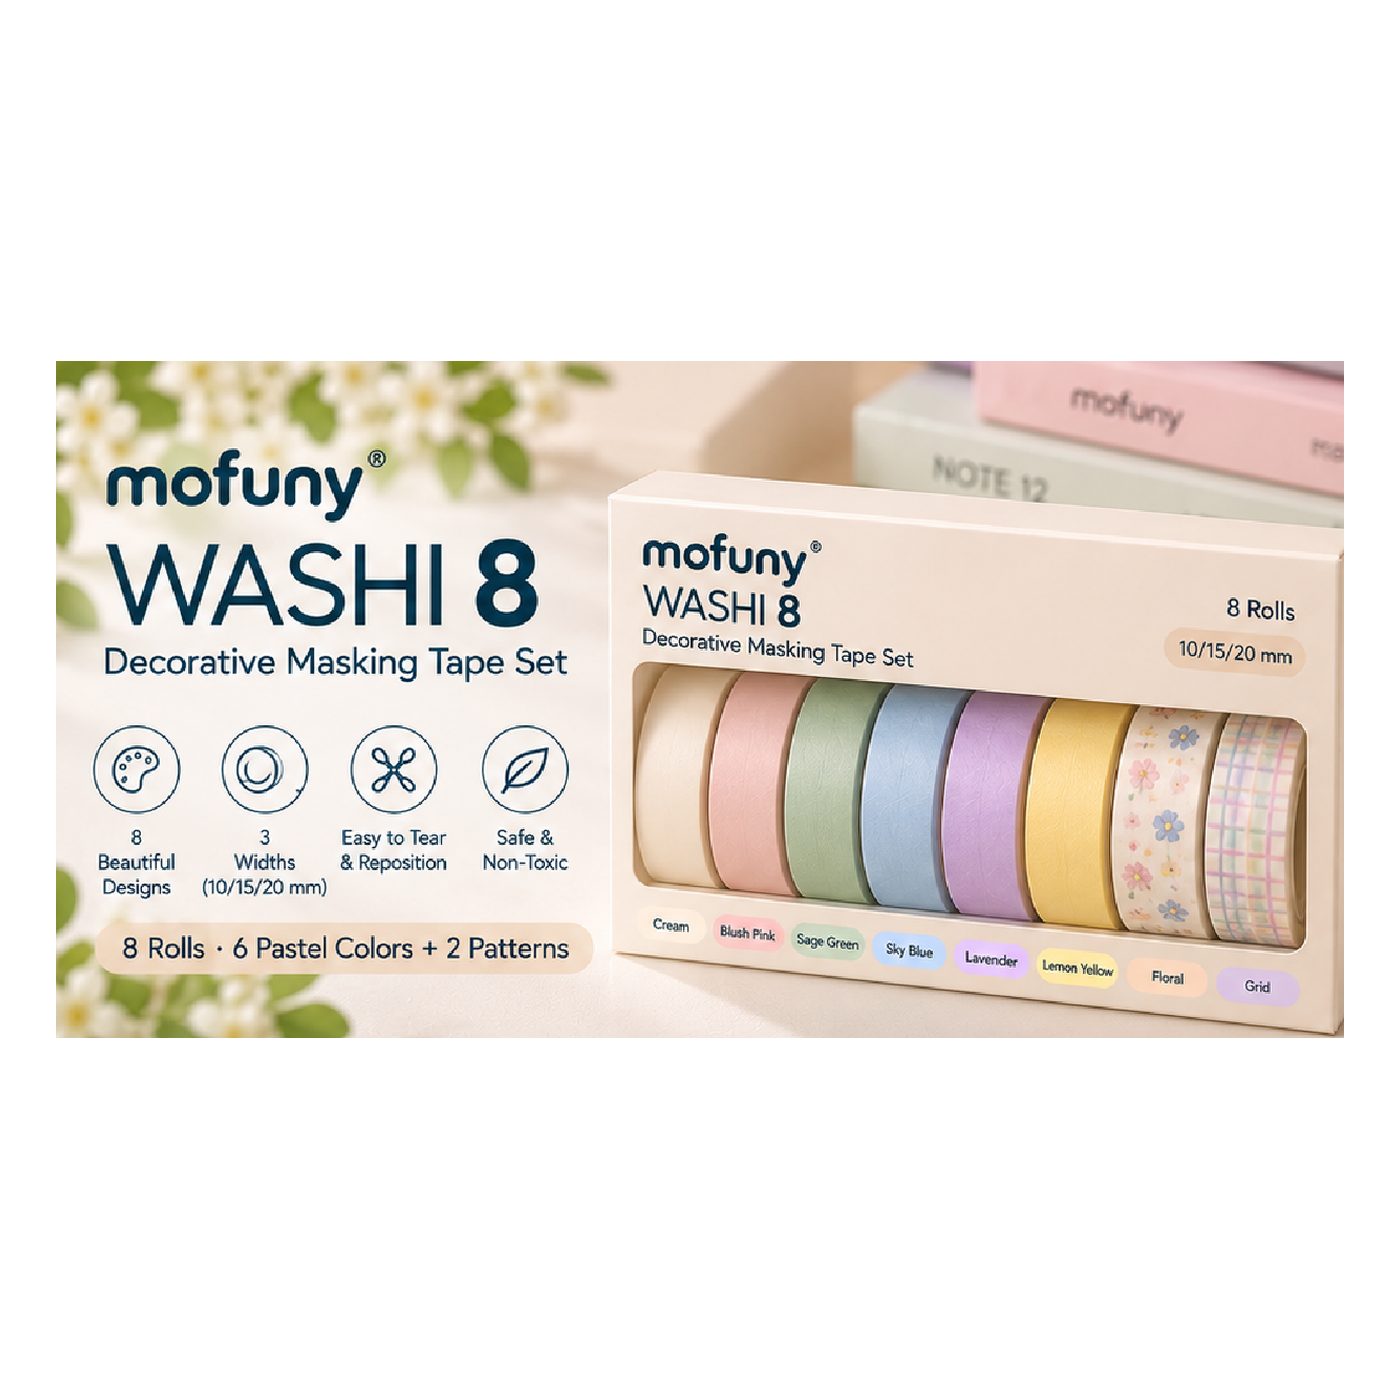 mofuny®
WASHI 8
Decorative Masking Tape Set
8
Beautiful
Designs
3
Widths
(10/15/20 mm)
Easy to Tear
& Reposition
Safe &
Non-Toxic
8 Rolls · 6 Pastel Colors + 2 Patterns
mofuny
NOTE 12
mofuny®
WASHI 8
Decorative Masking Tape Set
8 Rolls
10/15/20 mm
Cream
Blush Pink
Sage Green
Sky Blue
Lavender
Lemon Yellow
Floral
Grid